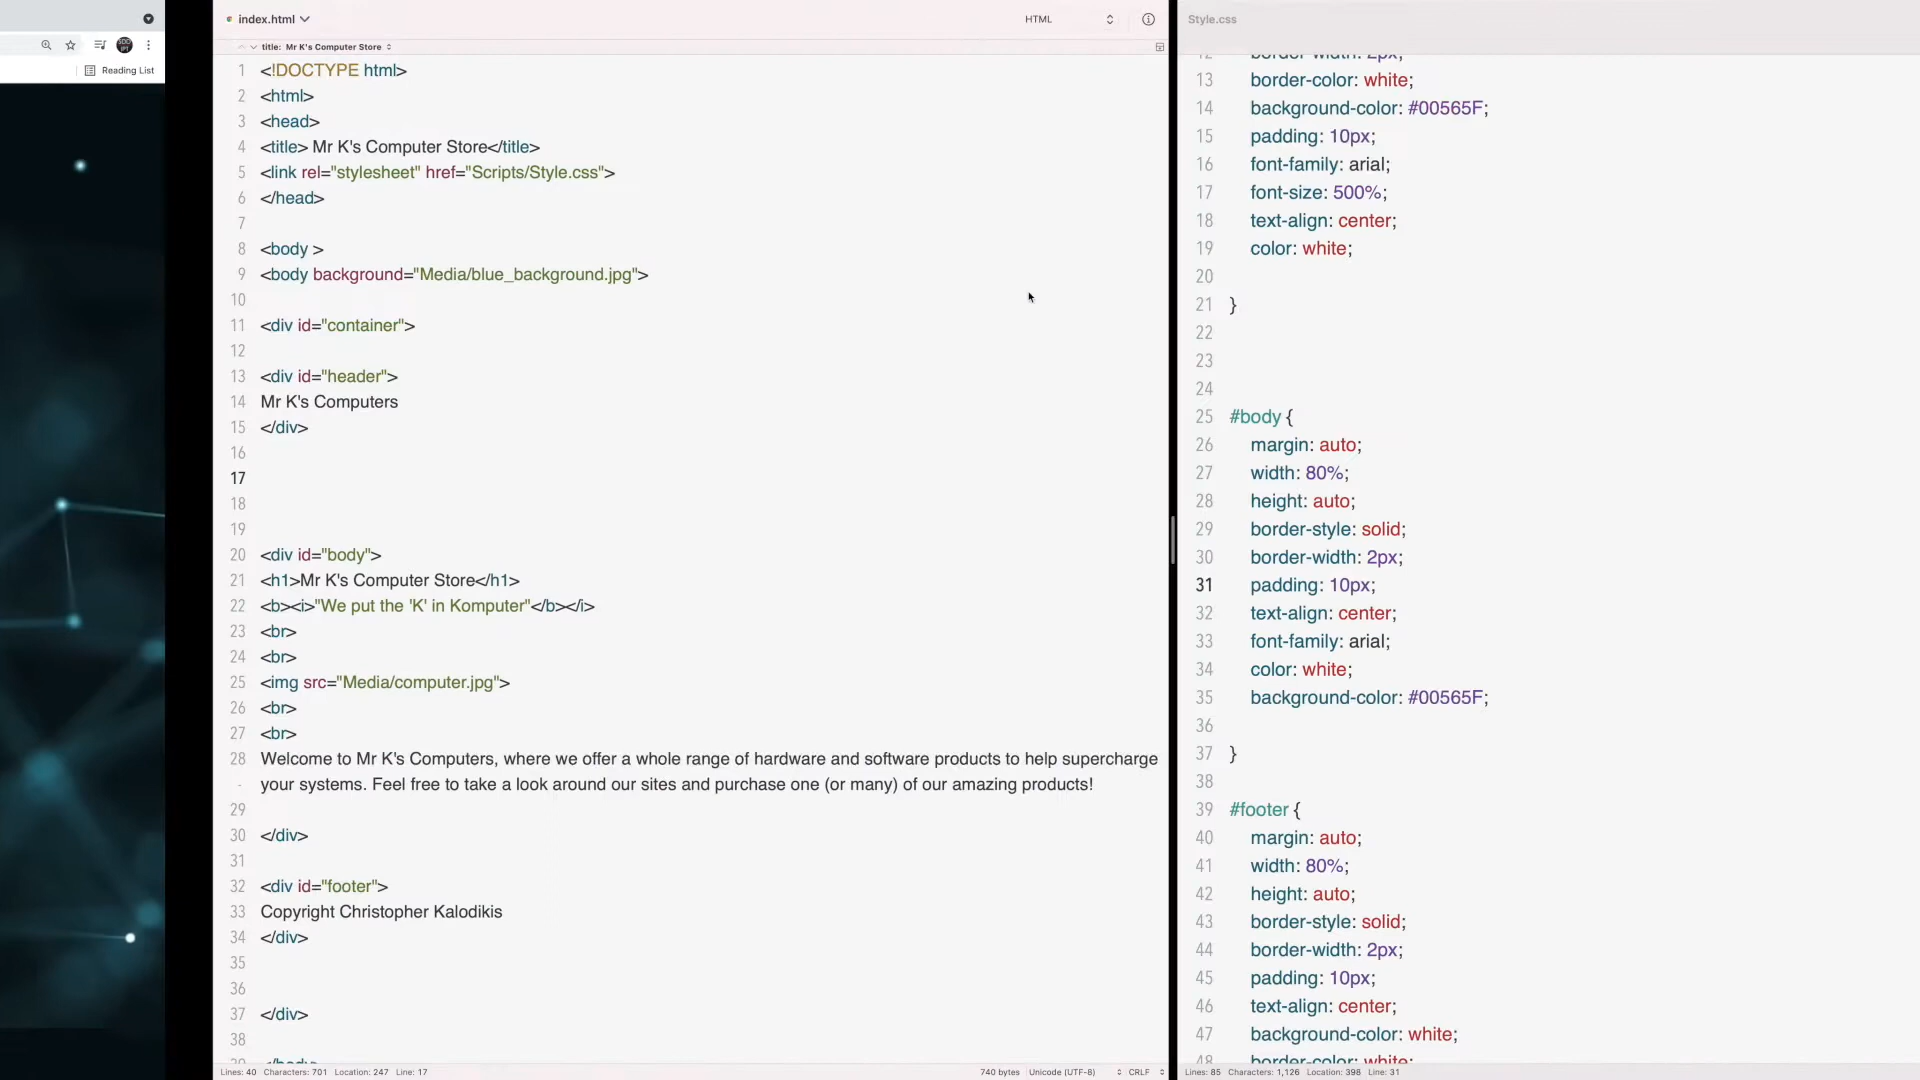 Reading List
index.html
HTML
title: Mr K's Computer Store
1 <!DOCTYPE html>
2 <html>
3 <head>
4 <title> Mr K's Computer Store</title>
5 <link rel="stylesheet" href="Scripts/Style.css">
6 </head>
7
8 <body >
9 <body background="Media/blue_background.jpg">
10
11 <div id="container">
12
13 <div id="header">
14 Mr K's Computers
15 </div>
16
17
18
19
20 <div id="body">
21 <h1>Mr K's Computer Store</h1>
22 <b><i>"We put the 'K' in Komputer"</b></i>
23 <br>
24 <br>
25 <img src="Media/computer.jpg">
26 <br>
27 <br>
28 Welcome to Mr K's Computers, where we offer a whole range of hardware and software products to help supercharge
- your systems. Feel free to take a look around our sites and purchase one (or many) of our amazing products!
29
30 </div>
31
32 <div id="footer">
33 Copyright Christopher Kalodikis
34 </div>
35
36
37 </div>
38
39 </body>
Lines: 40 Characters: 701 Location: 247 Line: 17
740 bytes Unicode (UTF-8) CRLF
Style.css
12 border-width: 2px;
13 border-color: white;
14 background-color: #00565F;
15 padding: 10px;
16 font-family: arial;
17 font-size: 500%;
18 text-align: center;
19 color: white;
20
21 }
22
23
24
25 #body {
26 margin: auto;
27 width: 80%;
28 height: auto;
29 border-style: solid;
30 border-width: 2px;
31 padding: 10px;
32 text-align: center;
33 font-family: arial;
34 color: white;
35 background-color: #00565F;
36
37 }
38
39 #footer {
40 margin: auto;
41 width: 80%;
42 height: auto;
43 border-style: solid;
44 border-width: 2px;
45 padding: 10px;
46 text-align: center;
47 background-color: white;
48 border-color: white;
Lines: 85 Characters: 1,126 Location: 398 Line: 31